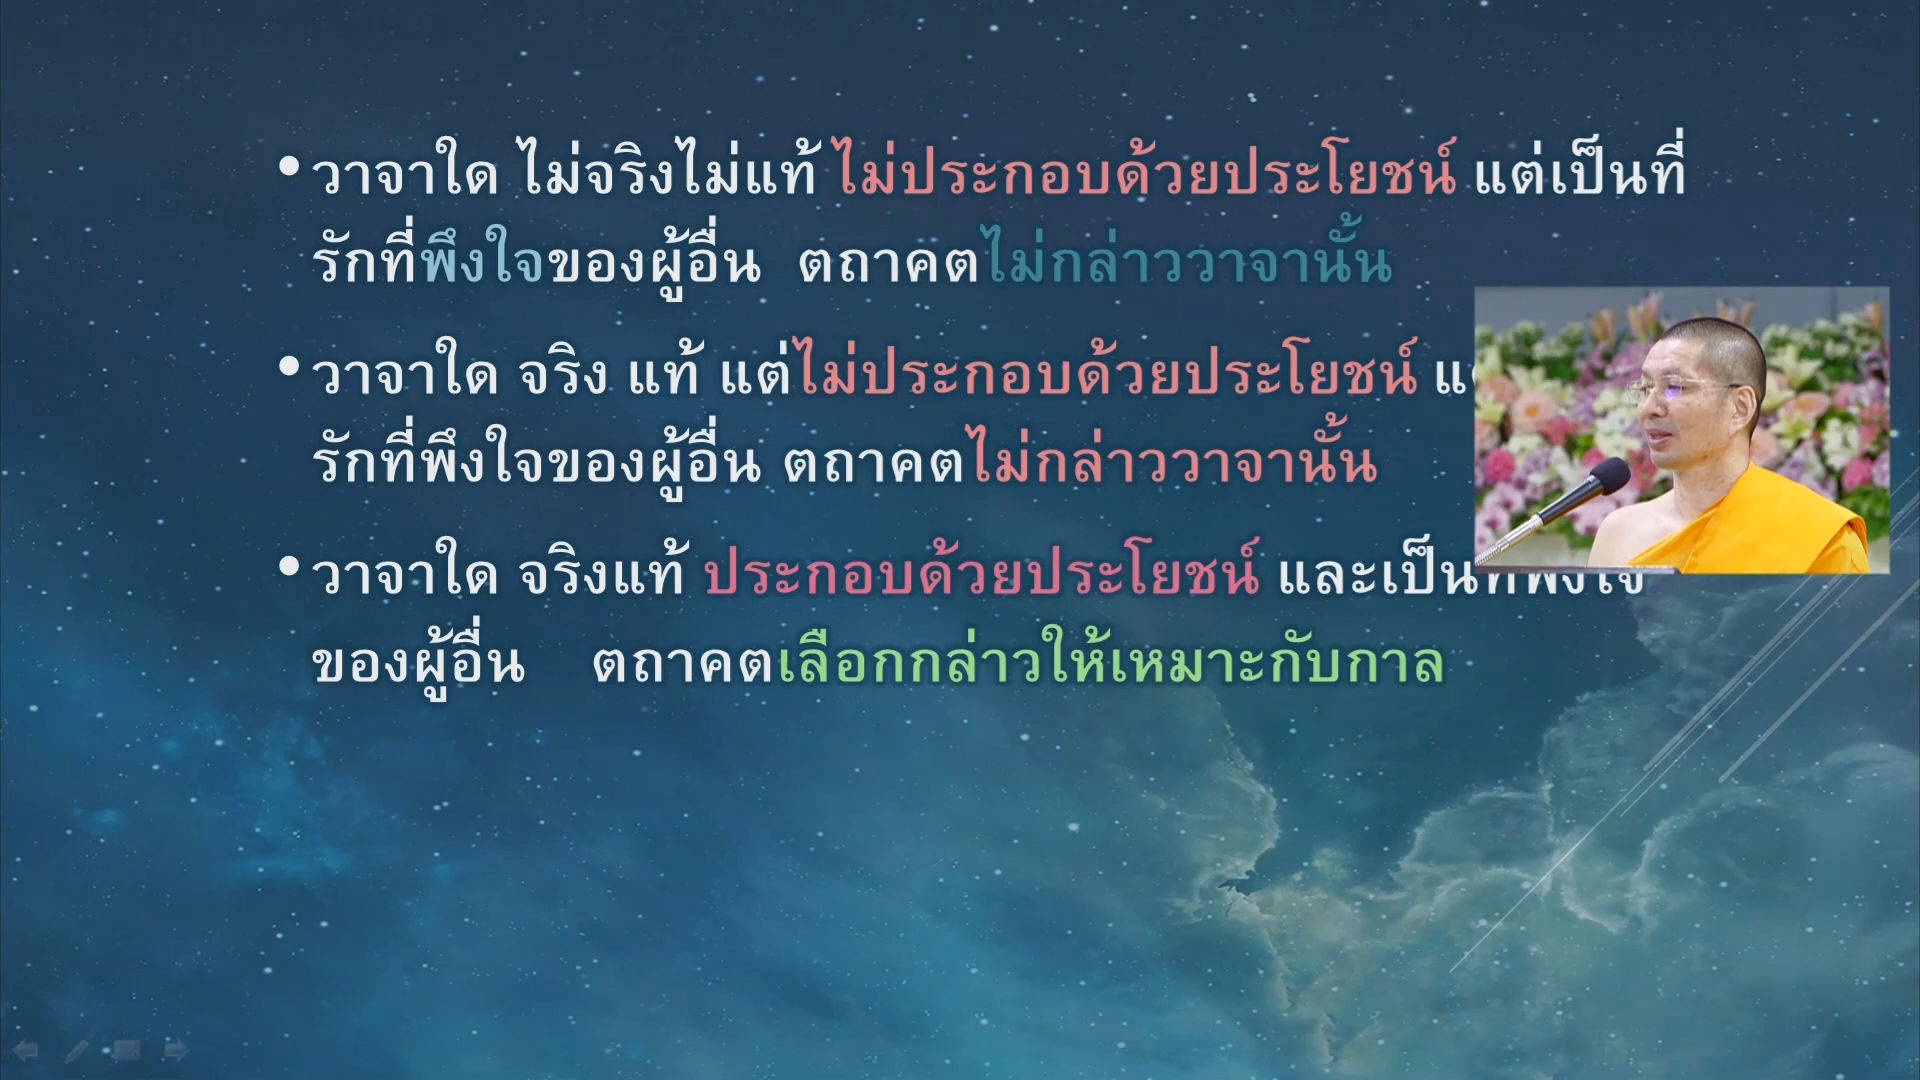 •วาจาใด ไม่จริงไม่แท้ ไม่ประกอบด้วยประโยชน์ แต่เป็นที่
รักที่พึงใจของผู้อื่น ตถาคตไม่กล่าววาจานั้น
•วาจาใด จริง แท้ แต่ไม่ประกอบด้วยประโยชน์
รักที่พึงใจของผู้อื่น ตถาคตไม่กล่าววาจานั้น
•วาจาใด จริงแท้ ประกอบด้วยประโยชน์ และเป็นที่พึงใจ
ของผู้อื่น ตถาคตเลือกกล่าวให้เหมาะกับกาล